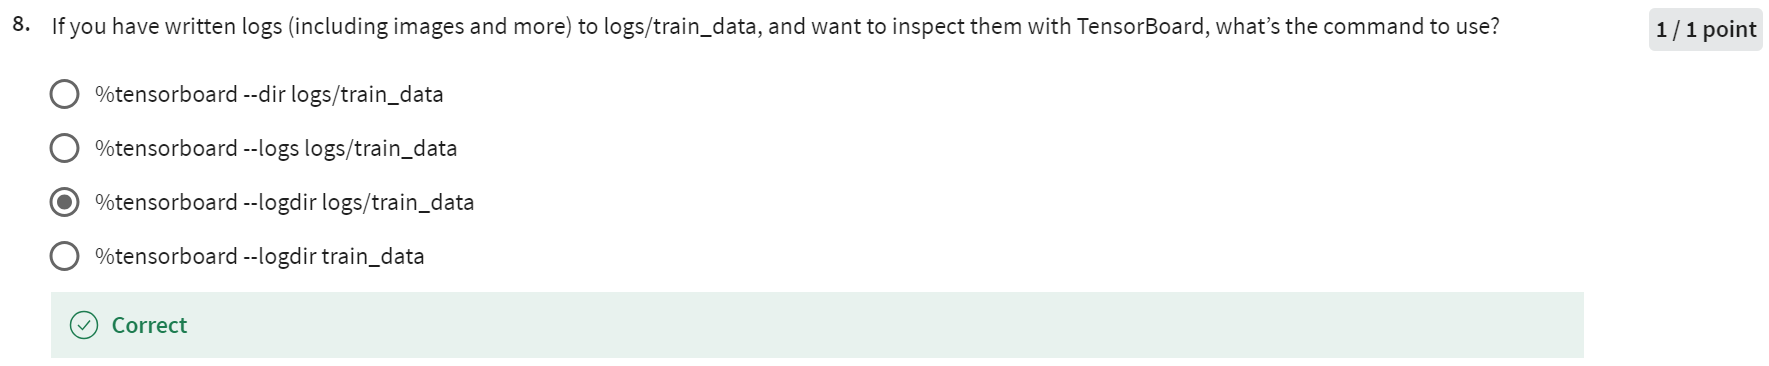 8. If you have written logs (including images and more) to logs/train_data, and want to inspect them with TensorBoard, what’s the command to use?
1 / 1 point
%tensorboard --dir logs/train_data
%tensorboard --logs logs/train_data
%tensorboard --logdir logs/train_data
%tensorboard --logdir train_data
Correct